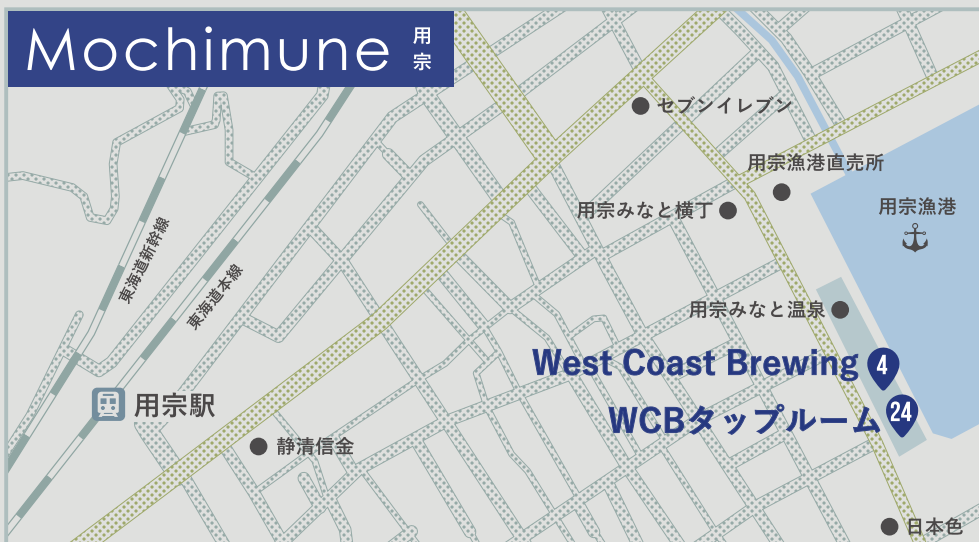 Mochimune
用宗
セブンイレブン
用宗漁港直売所
用宗みなと横丁
用宗漁港
東海道新幹線
東海道本線
用宗みなと温泉
West Coast Brewing 4
WCBタップルーム 24
用宗駅
静清信金
日本色